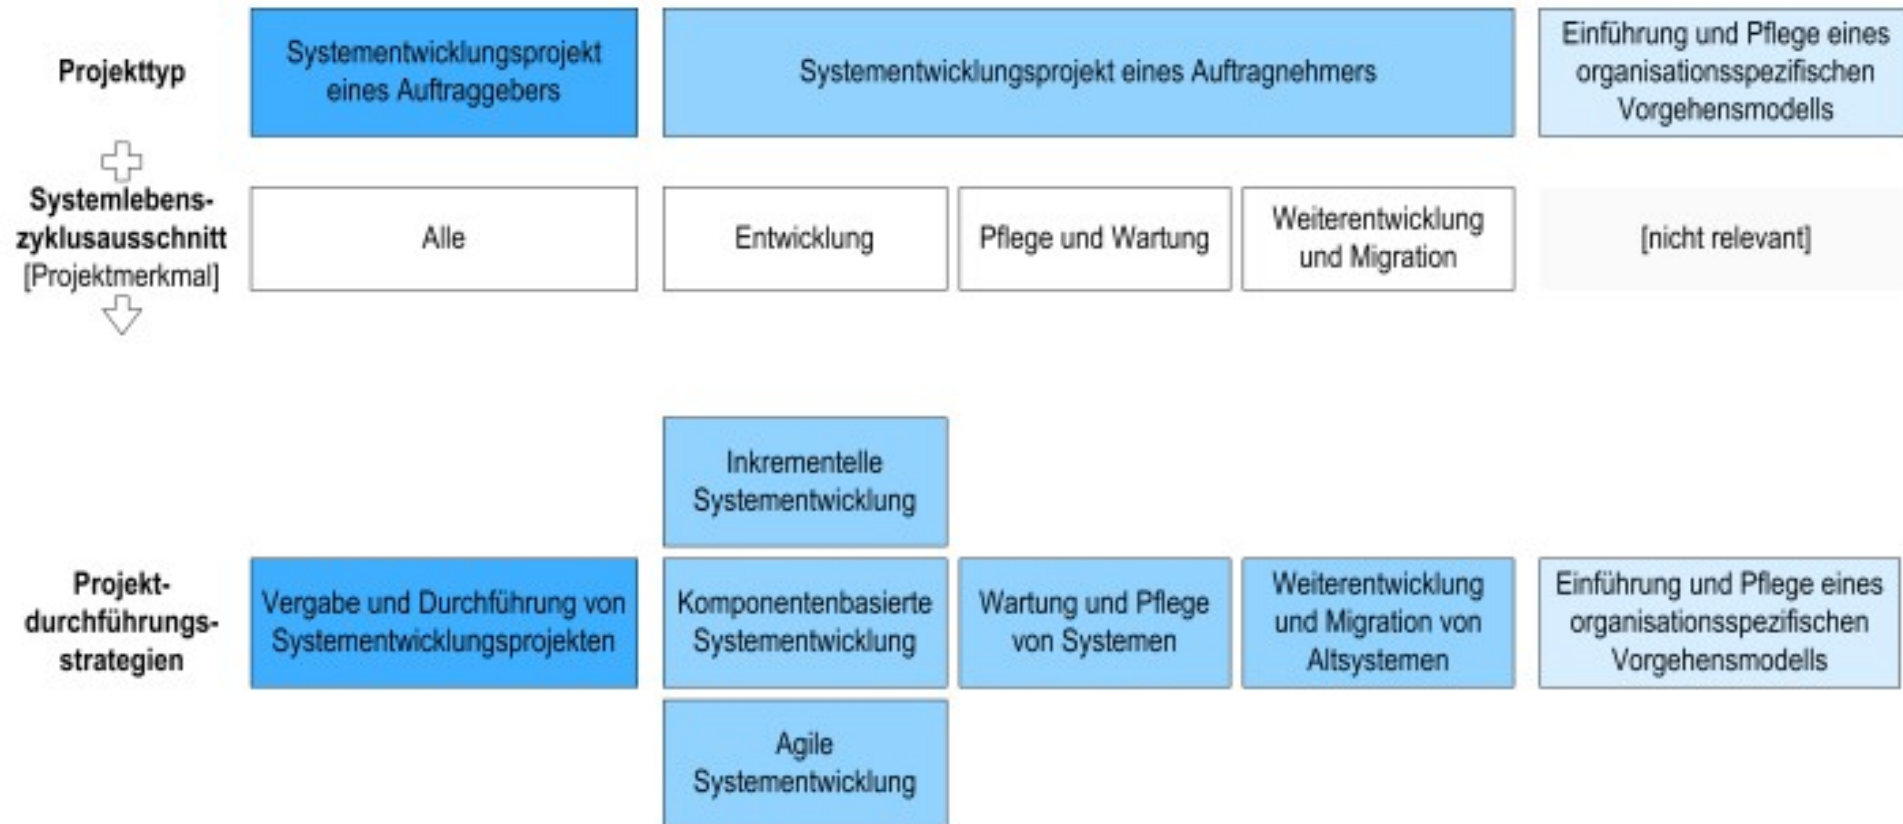 Projekttyp
Systementwicklungsprojekt
eines Auftraggebers
Systementwicklungsprojekt eines Auftragnehmers
Einführung und Pflege eines
organisationsspezifischen
Vorgehensmodells
Systemlebens-
zyklusausschnitt
[Projektmerkmal]
Alle
Entwicklung
Pflege und Wartung
Weiterentwicklung
und Migration
[nicht relevant]
Inkrementelle
Systementwicklung
Projekt-
durchführungs-
strategien
Vergabe und Durchführung von
Systementwicklungsprojekten
Komponentenbasierte
Systementwicklung
Wartung und Pflege
von Systemen
Weiterentwicklung
und Migration von
Altsystemen
Einführung und Pflege eines
organisationsspezifischen
Vorgehensmodells
Agile
Systementwicklung